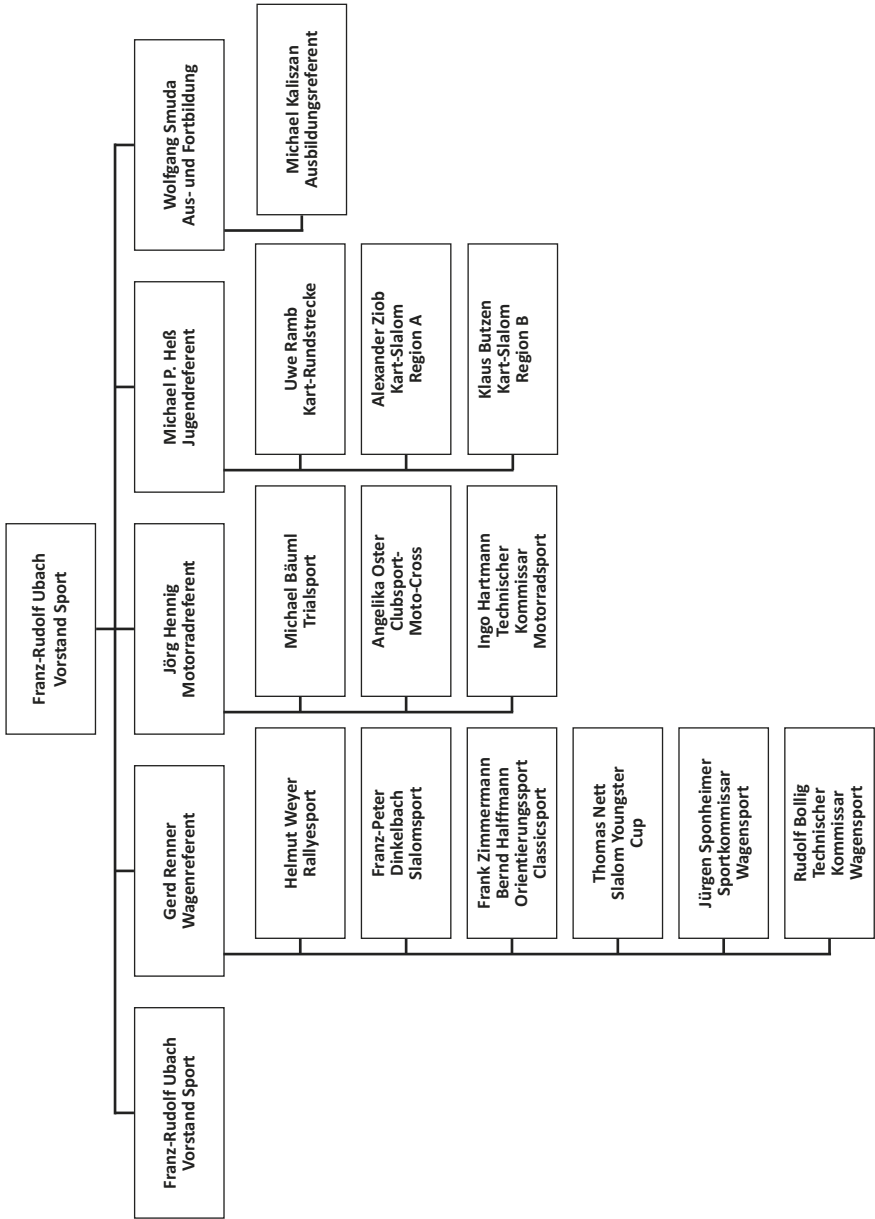 Franz-Rudolf Ubach
Vorstand Sport
Franz-Rudolf Ubach
Vorstand Sport
Gerd Renner
Wagenreferent
Helmut Weyer
Rallyesport
Franz-Peter
Dinkelbach
Slalomsport
Frank Zimmermann
Bernd Halffmann
Orientierungssport
Classicsport
Thomas Nett
Slalom Youngster
Cup
Jürgen Sponheimer
Sportkommissar
Wagensport
Rudolf Bollig
Technischer
Kommissar
Wagensport
Jörg Hennig
Motorradreferent
Michael Bäuml
Trialsport
Angelika Oster
Clubsport-
Moto-Cross
Ingo Hartmann
Technischer
Kommissar
Motorradsport
Michael P. Heß
Jugendreferent
Uwe Ramb
Kart-Rundstrecke
Alexander Ziob
Kart-Slalom
Region A
Klaus Butzen
Kart-Slalom
Region B
Wolfgang Smuda
Aus- und Fortbildung
Michael Kaliszan
Ausbildungsreferent